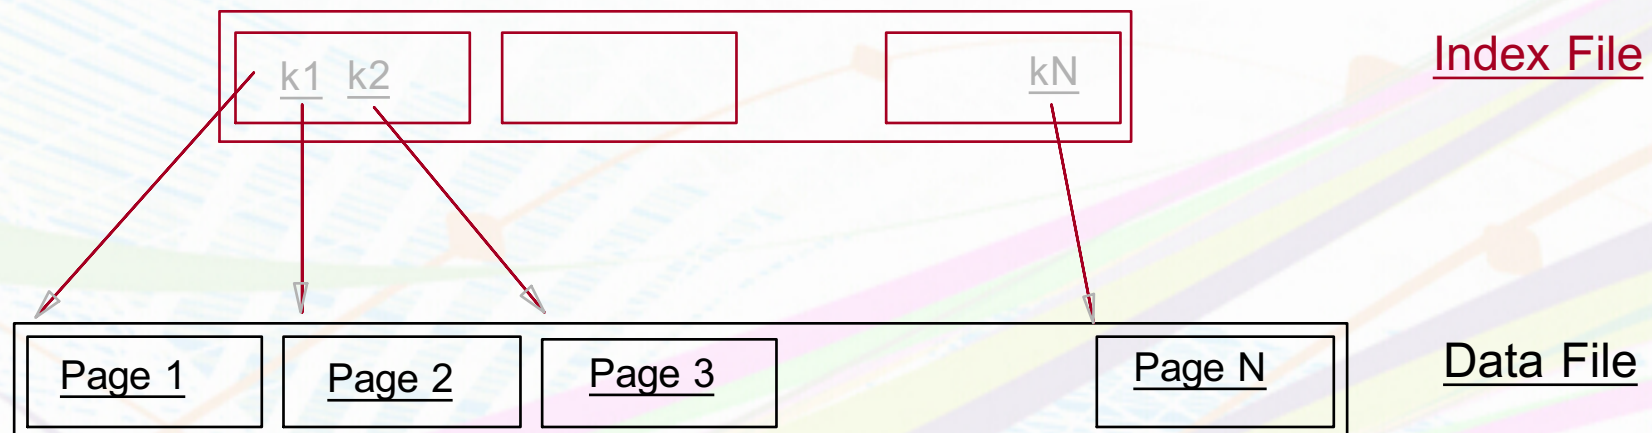 k1 k2 kN
Index File
Page 1 Page 2 Page 3 Page N
Data File